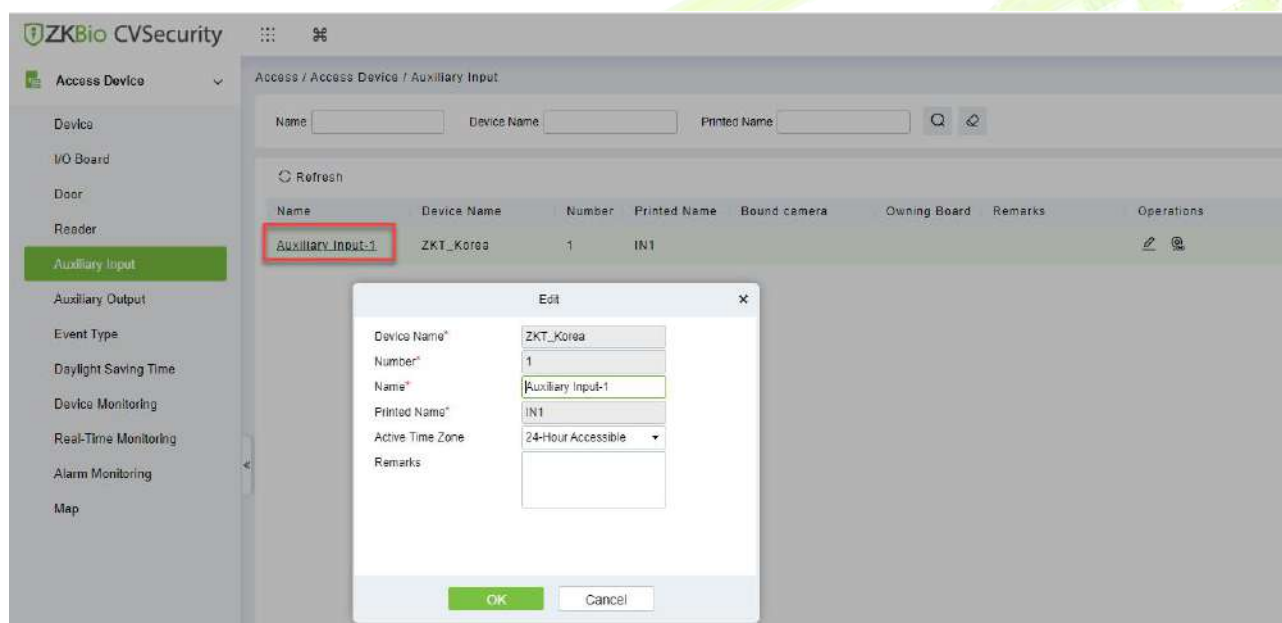 ZKBio CVSecurity
Access Device
Access / Access Device / Auxiliary Input
Device
I/O Board
Door
Reader
Auxiliary Input
Auxiliary Output
Event Type
Daylight Saving Time
Device Monitoring
Real-Time Monitoring
Alarm Monitoring
Map
Name Device Name Printed Name
Refresh
Name Device Name Number Printed Name Bound camera Owning Board Remarks Operations
Auxiliary Input-1 ZKT_Korea 1 IN1
Edit
Device Name* ZKT_Korea
Number* 1
Name* Auxiliary Input-1
Printed Name* IN1
Active Time Zone 24-Hour Accessible
Remarks
OK Cancel